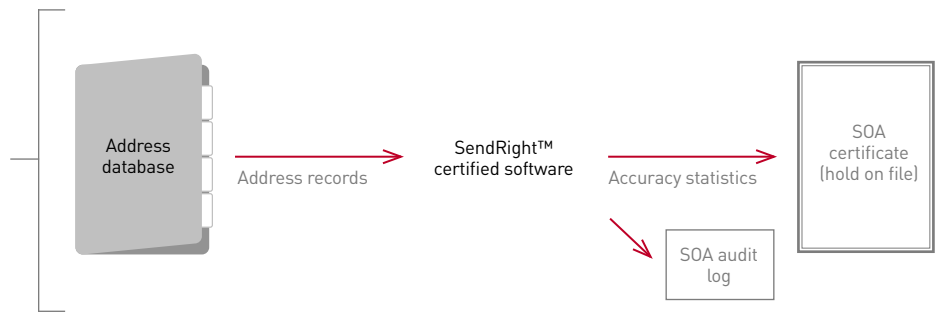 Address
database
Address records
SendRight™
certified software
Accuracy statistics
SOA
certificate
(hold on file)
SOA audit
log